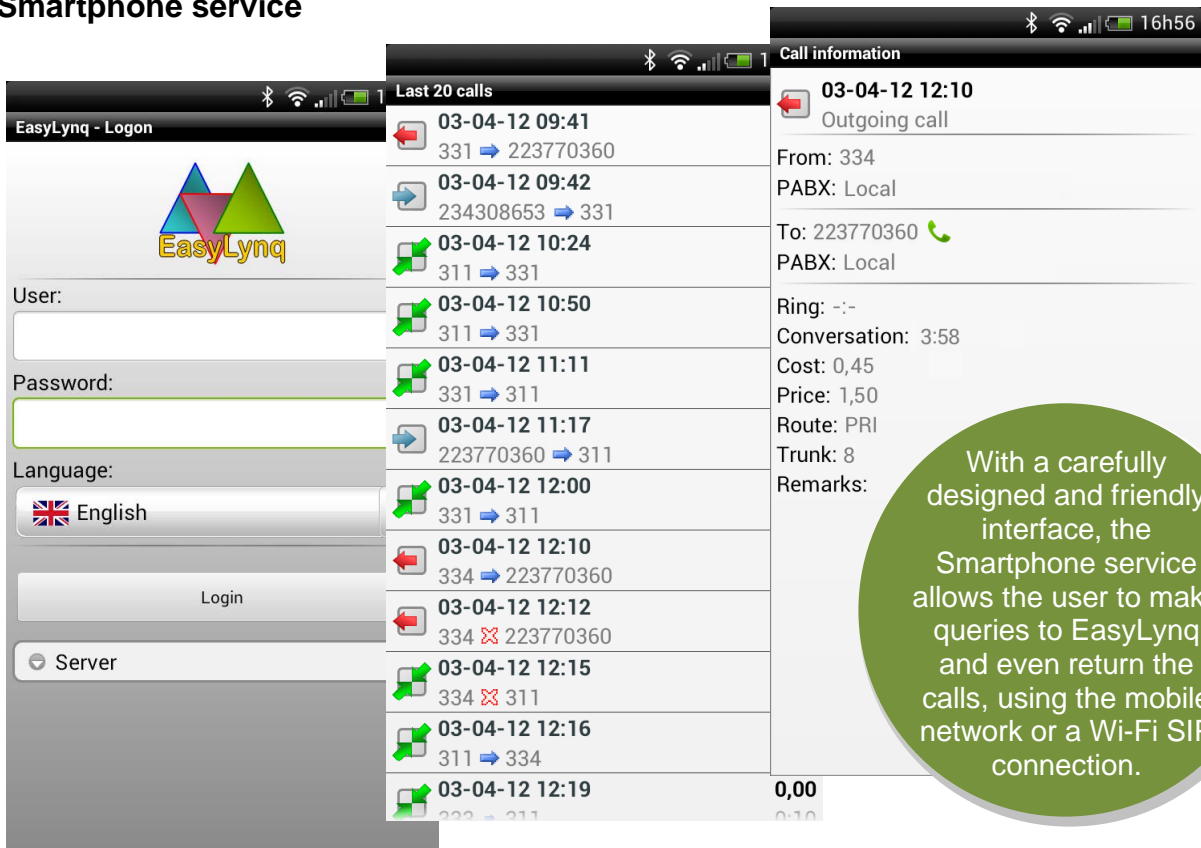 Smartphone service
EasyLynq - Logon
EasyLynq
User:
Password:
Language:
English
Login
Server
Last 20 calls
03-04-12 09:41
331 223770360
03-04-12 09:42
234308653 331
03-04-12 10:24
311 331
03-04-12 10:50
311 331
03-04-12 11:11
331 311
03-04-12 11:17
223770360 311
03-04-12 12:00
331 311
03-04-12 12:10
334 223770360
03-04-12 12:12
334 223770360
03-04-12 12:15
334 311
03-04-12 12:16
311 334
03-04-12 12:19
0,00
16h56
Call information
03-04-12 12:10
Outgoing call
From: 334
PABX: Local
To: 223770360
PABX: Local
Ring: -:-
Conversation: 3:58
Cost: 0,45
Price: 1,50
Route: PRI
Trunk: 8
Remarks:
With a carefully
designed and friendly
interface, the
Smartphone service
allows the user to make
queries to EasyLynq
and even return the
calls, using the mobile
network or a Wi-Fi SIP
connection.